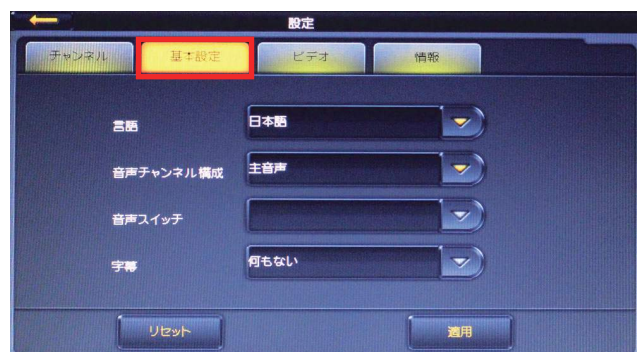 設定
チャンネル
基本設定
ビデオ
情報
言語
日本語
音声チャンネル構成
主音声
音声スイッチ
字幕
何もない
リセット
適用